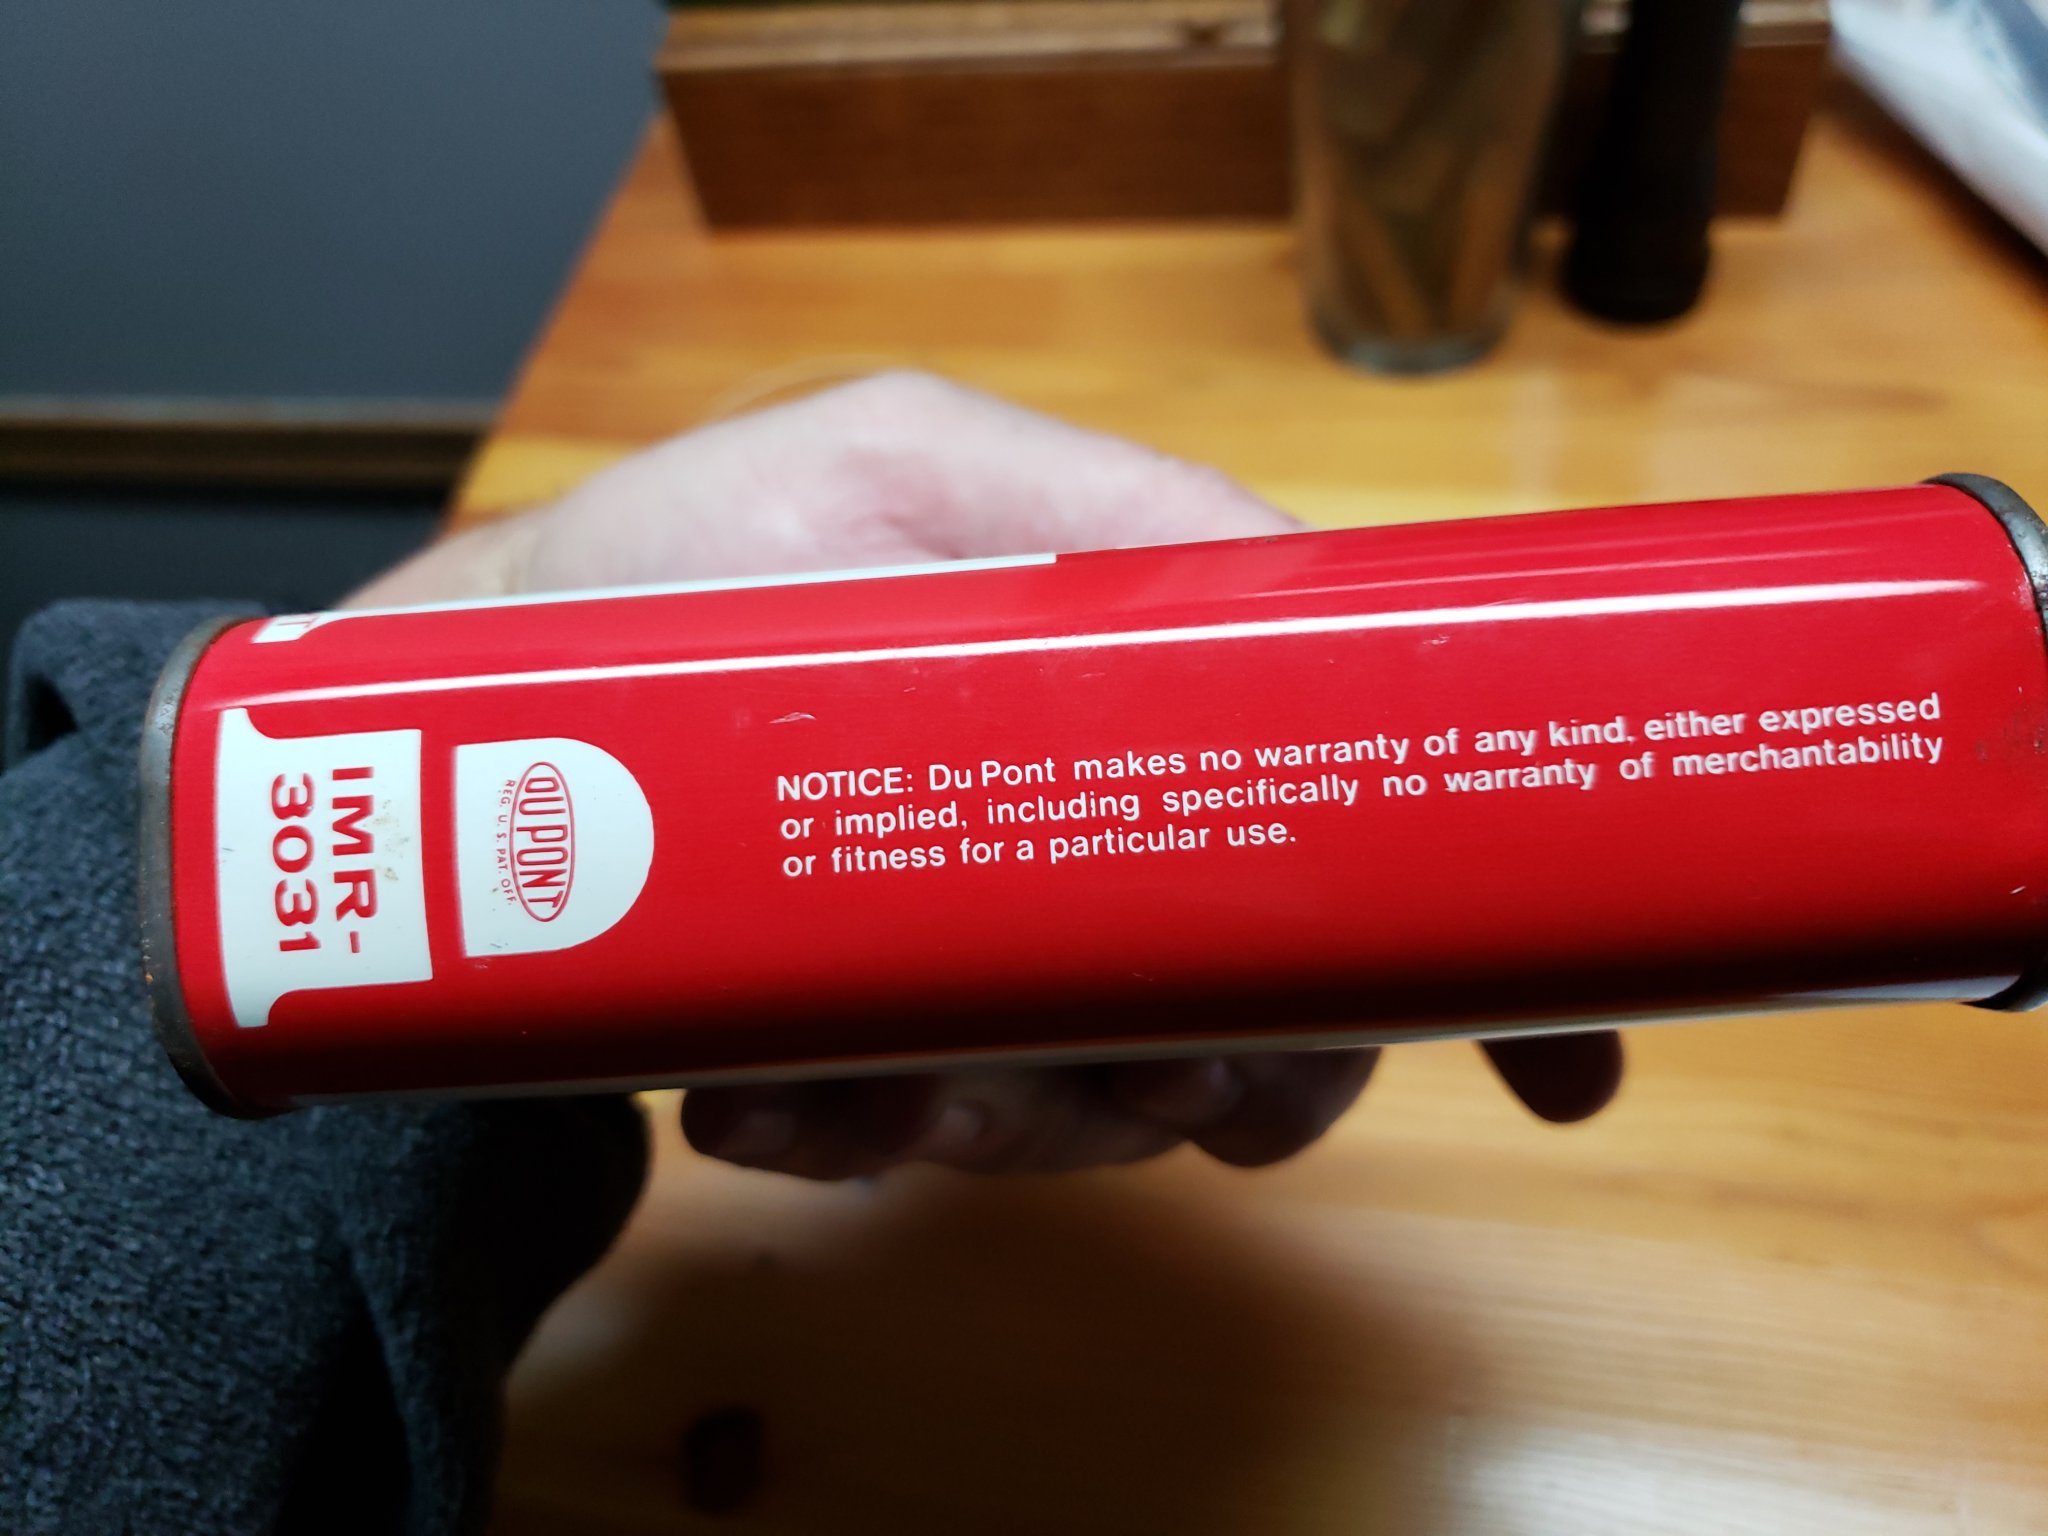 IMR-
3031
DU PONT
REG. U.S. PAT. OFF.
NOTICE: Du Pont makes no warranty of any kind, either expressed
or implied, including specifically no warranty of merchantability
or fitness for a particular use.
T